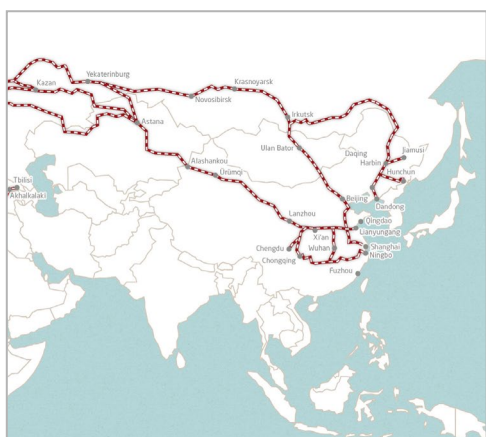 Yekaterinburg
Kazan
Krasnoyarsk
Novosibirsk
Astana
Irkutsk
Ulan Bator
Daqing
Jiamusi
Harbin
Hunchun
Alashankou
Ürümqi
Tbilisi
Akhalkalaki
Beijing
Dandong
Lanzhou
Qingdao
Lianyungang
Xi'an
Chengdu
Wuhan
Shanghai
Ningbo
Chongqing
Fuzhou